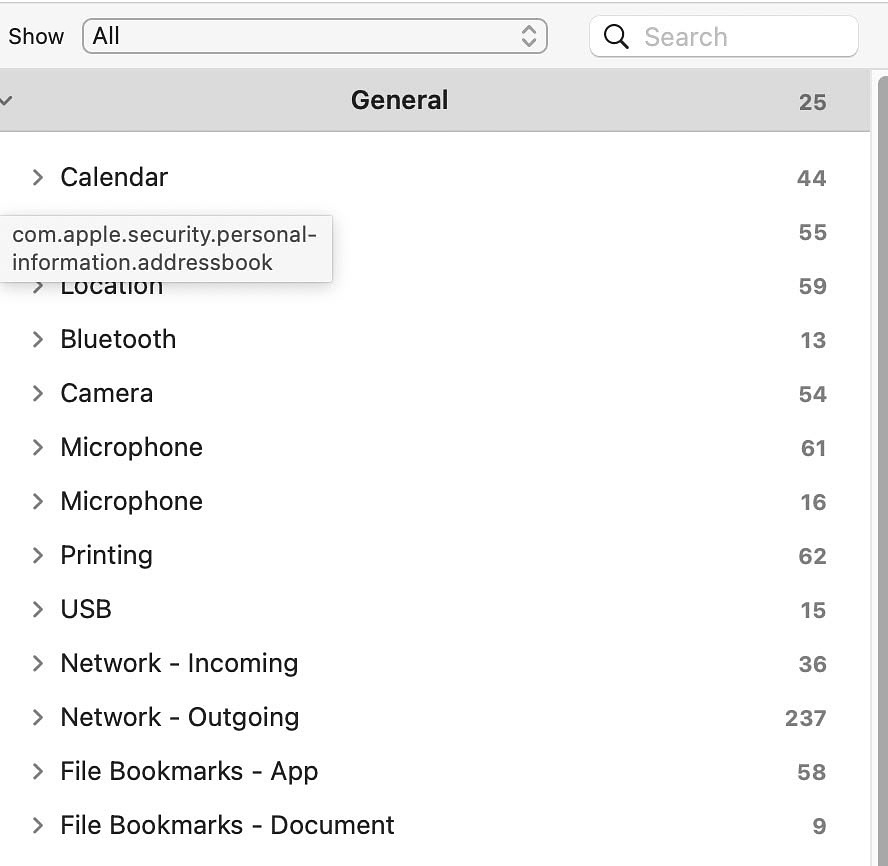 Show All Search
General 25
Calendar 44
com.apple.security.personal-
information.addressbook
55
Location 59
Bluetooth 13
Camera 54
Microphone 61
Microphone 16
Printing 62
USB 15
Network - Incoming 36
Network - Outgoing 237
File Bookmarks - App 58
File Bookmarks - Document 9